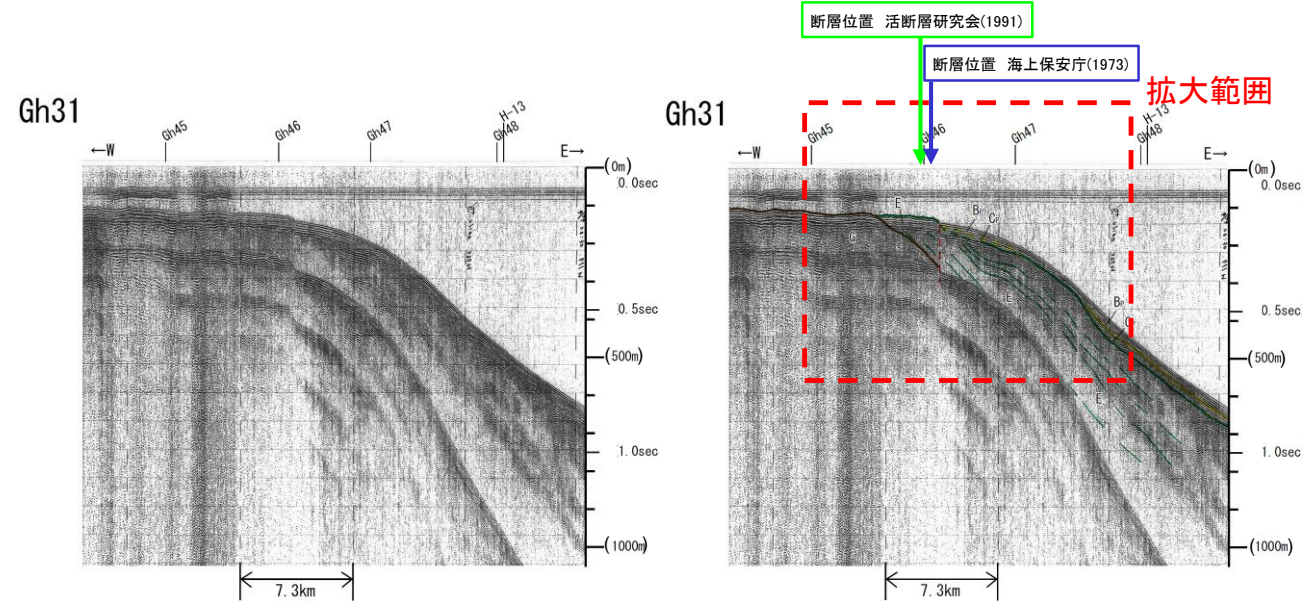 断層位置 活断層研究会(1991)
断層位置 海上保安庁(1973)
拡大範囲
Gh31
Gh45
Gh46
Gh47
H-13
Gh48
←W
E→
(0m)
0.0sec
0.5sec
(500m)
1.0sec
(1000m)
7.3km
Gh31
Gh45
Gh46
Gh47
H-13
Gh48
←W
E→
(0m)
0.0sec
0.5sec
(500m)
1.0sec
(1000m)
E
BP
CP
G
E
BP
E
7.3km